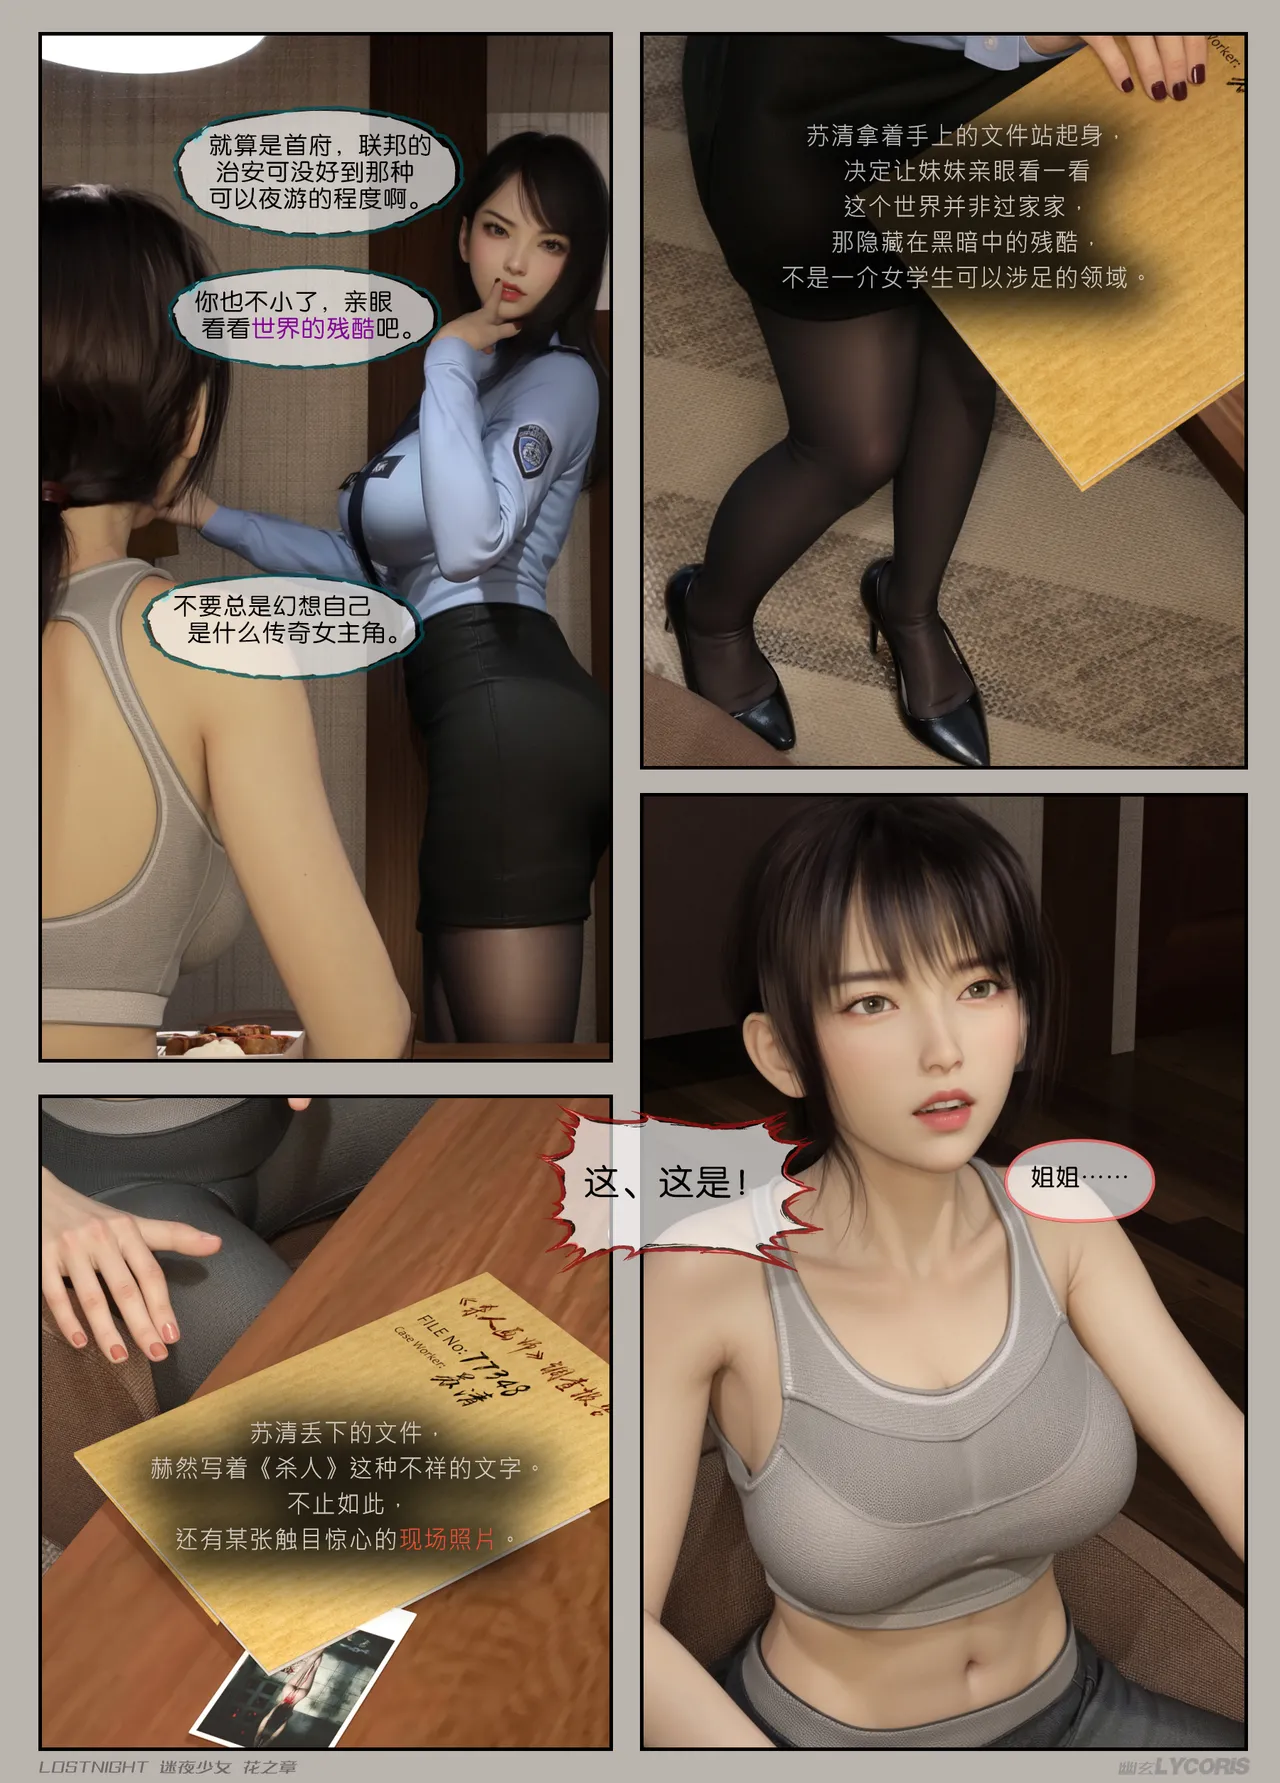 就算是首府，联邦的
治安可没好到那种
可以夜游的程度啊。
你也不小了，亲眼
看看世界的残酷吧。
不要总是幻想自己
是什么传奇女主角。
Worker:
苏清拿着手上的文件站起身，
决定让妹妹亲眼看一看
这个世界并非过家家，
那隐藏在黑暗中的残酷，
不是一介女学生可以涉足的领域。
姐姐……
这、这是！
《杀人画师》调查报告
FILE No: 77348
Case Worker:
苏清
苏清丢下的文件，
赫然写着《杀人》这种不祥的文字。
不止如此，
还有某张触目惊心的现场照片。
LOSTNIGHT 迷夜少女 花之章
幽玄LYCORIS